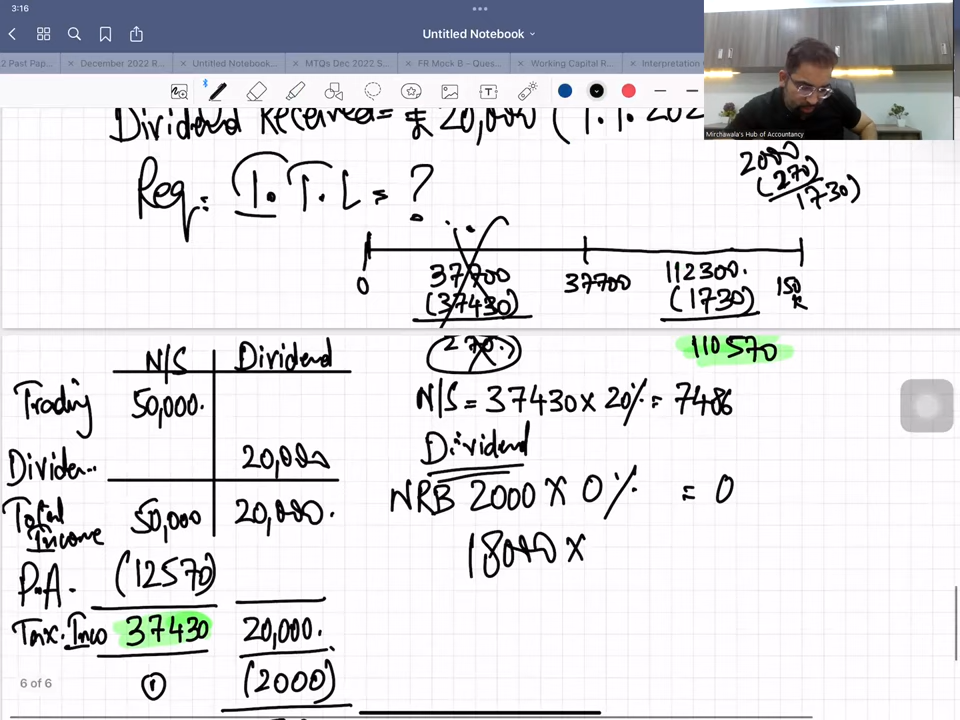 3:16
Untitled Notebook
2 Past Pap...
× December 2022 R...
× Untitled Notebook...
× MTQs Dec 2022 S...
× FR Mock B - Ques...
× Working Capital R...
× Interpretation
Mirchawala's Hub of Accountancy
Dividend Received = £ 20,000 ( T.Y. 202
2000
(270)
1730)
Req: I.T.L = ?
0
37700
(37430)
270.
37700
112300.
(1730)
110570
150k
N/S Dividend
Trading 50,000.
Dividen..  20,000
Total Income 50,000 20,000.
P.A. (12570)
Tax. Inco 37430 20,000.
① (2000)
N/S = 37430 × 20% = 7486
Dividend
NRB 2000 × 0% = 0
18000 ×
6 of 6